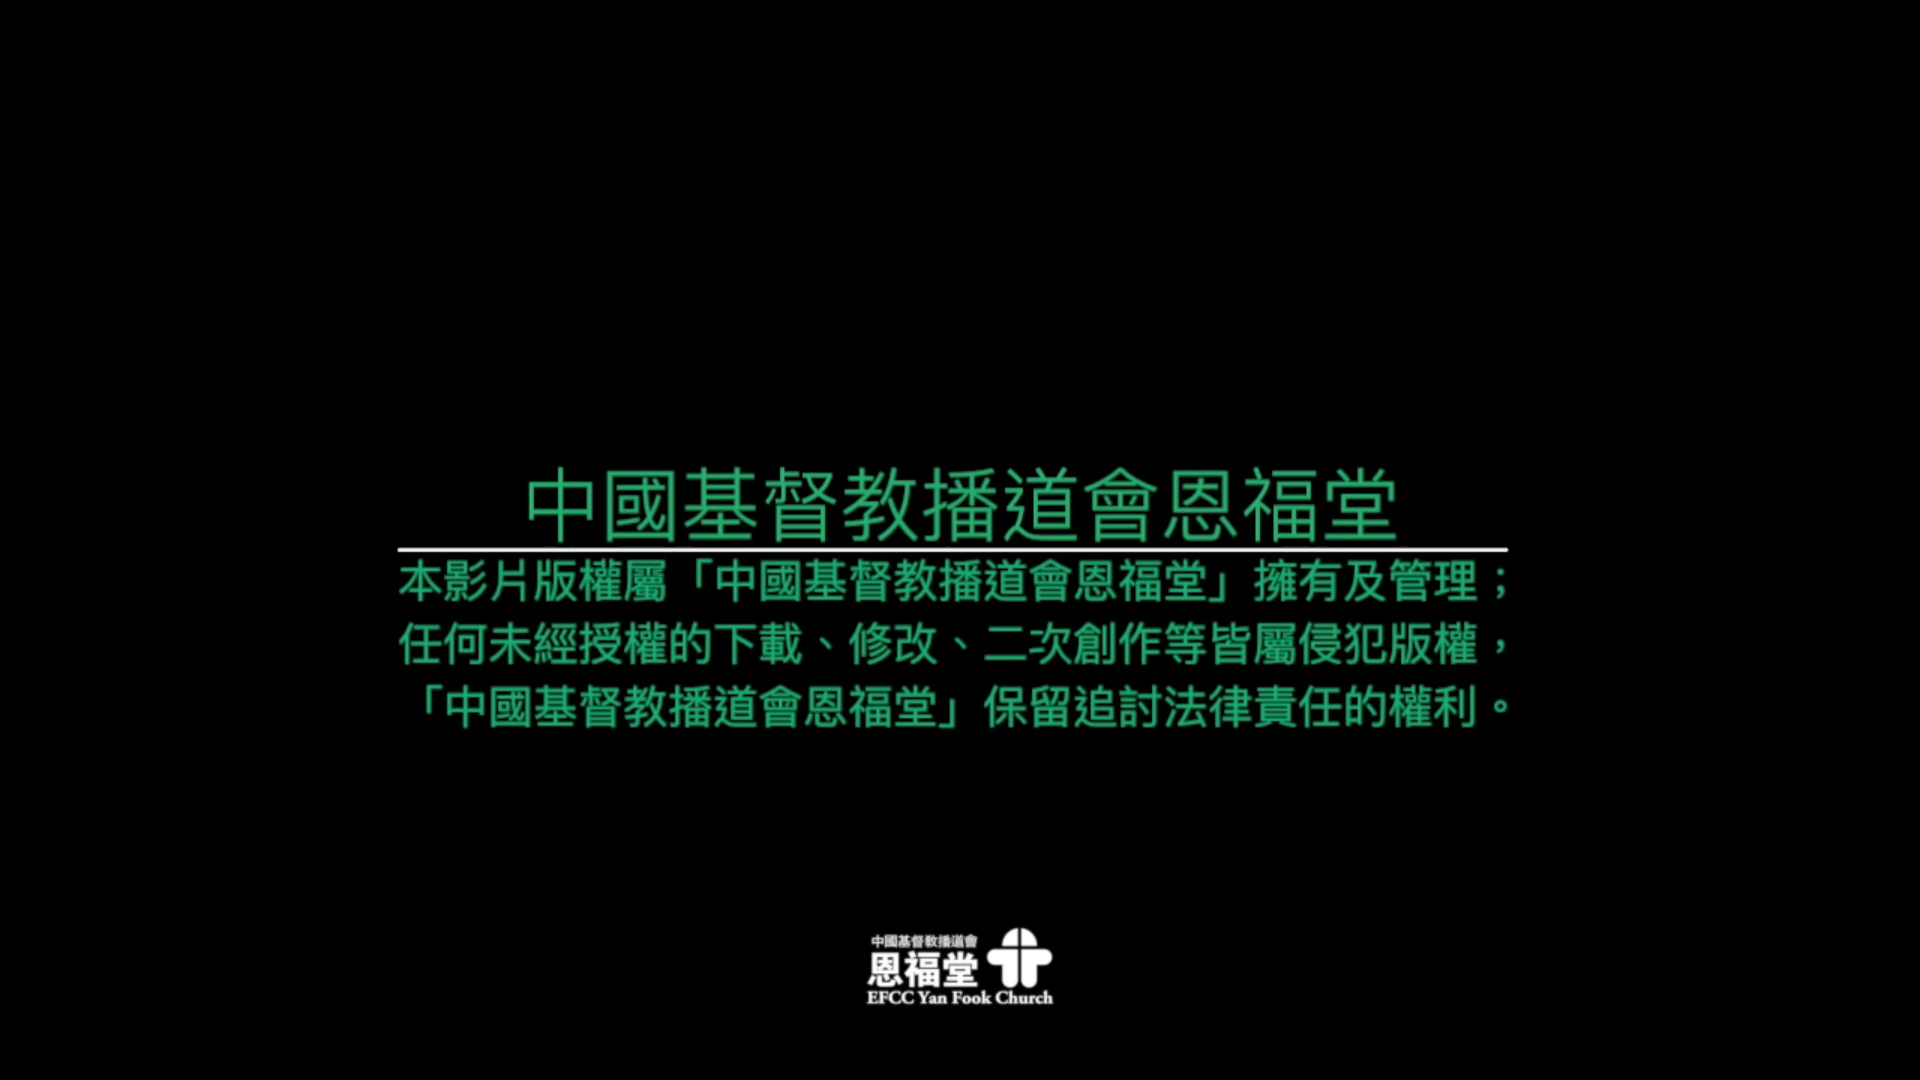 中國基督教播道會恩福堂
本影片版權屬「中國基督教播道會恩福堂」擁有及管理；
任何未經授權的下載、修改、二次創作等皆屬侵犯版權，
「中國基督教播道會恩福堂」保留追討法律責任的權利。
中國基督教播道會
恩福堂
EFCC Yan Fook Church